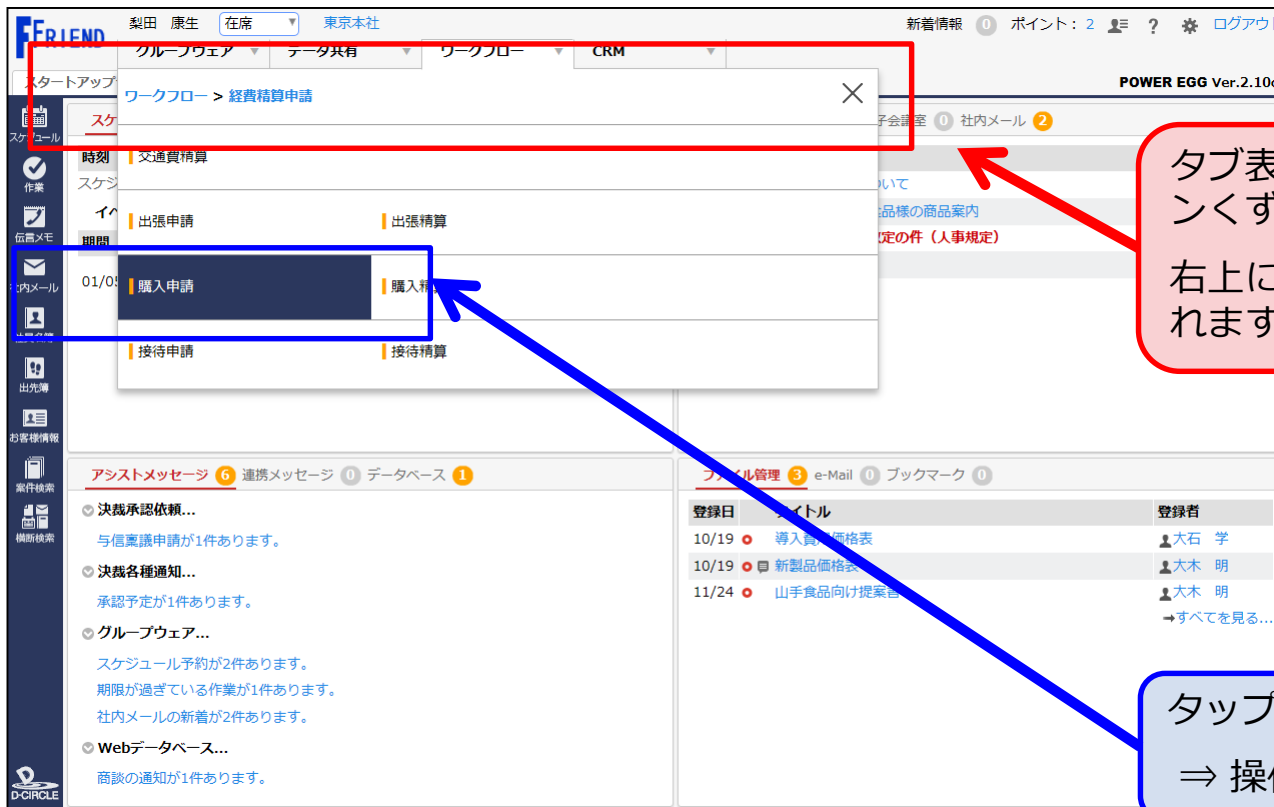 FRIEND
梨田 康生 在席 東京本社
新着情報 0 ポイント: 2 ? ログアウト
グループウェア データ共有 ワークフロー CRM
スタートアップ
POWER EGG Ver.2.10
ワークフロー > 経費精算申請
交通費精算
出張申請 出張精算
購入申請 購入精算
接待申請 接待精算
スケジュール
作業
伝言メモ
社内メール
出先簿
お客様情報
案件検索
横断検索
D-CIRCLE
スケ
時刻
スケジ
イベ
期間
01/05
子会議室 0 社内メール 2
いて
品様の商品案内
定の件（人事規定）
アシストメッセージ 6 連携メッセージ 0 データベース 1
決裁承認依頼...
与信稟議申請が1件あります。
決裁各種通知...
承認予定が1件あります。
グループウェア...
スケジュール予約が2件あります。
期限が過ぎている作業が1件あります。
社内メールの新着が2件あります。
Webデータベース...
商談の通知が1件あります。
ファイル管理 3 e-Mail 0 ブックマーク 0
登録日 タイトル 登録者
10/19 導入費用価格表 大石 学
10/19 新製品価格表 大木 明
11/24 山手食品向け提案書 大木 明
➞すべてを見る...
タブ表
ンくず
右上に
れます
タップ
⇒ 操作